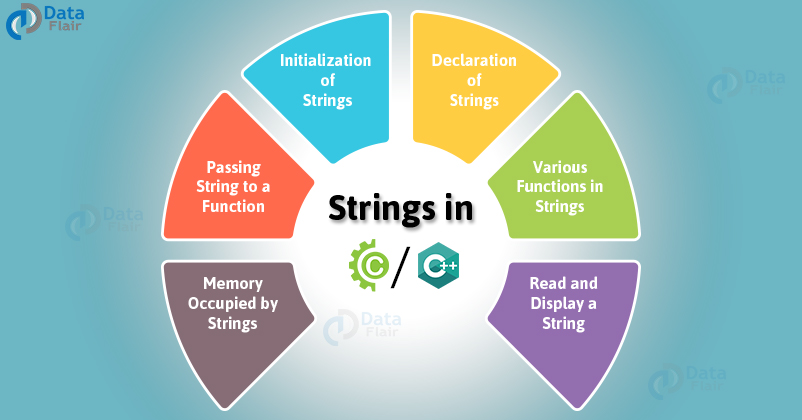 Data
Flair
Initialization
of
Strings
Declaration
of
Strings
Data
Flair
Passing
String to a
Function
Various
Functions in
Strings
Data
Flair
Strings in
C / C++
Memory
Occupied by
Strings
Read and
Display a
String
Data
Flair
Data
Flair